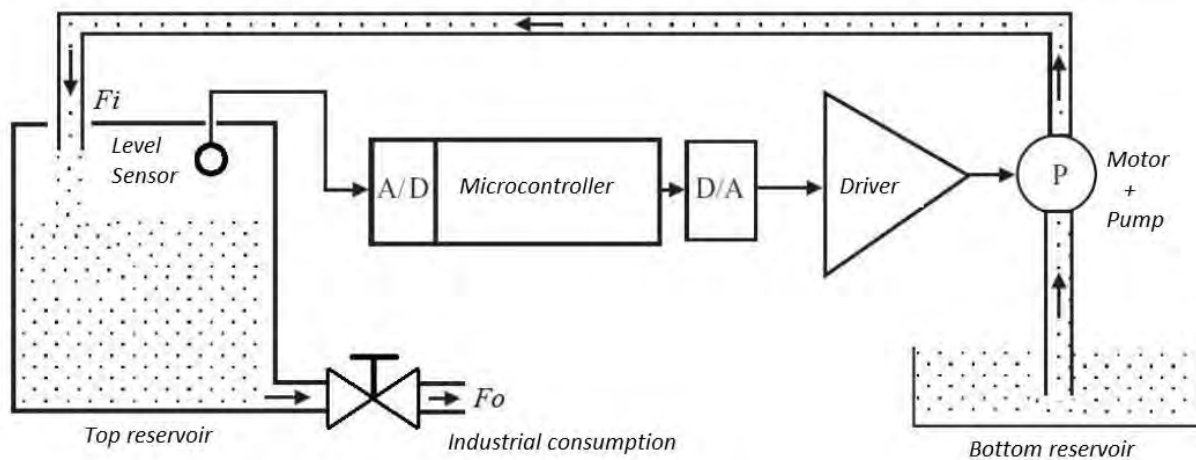 Fi
Level
Sensor
A/D
Microcontroller
D/A
Driver
P
Motor
+
Pump
Fo
Top reservoir
Industrial consumption
Bottom reservoir